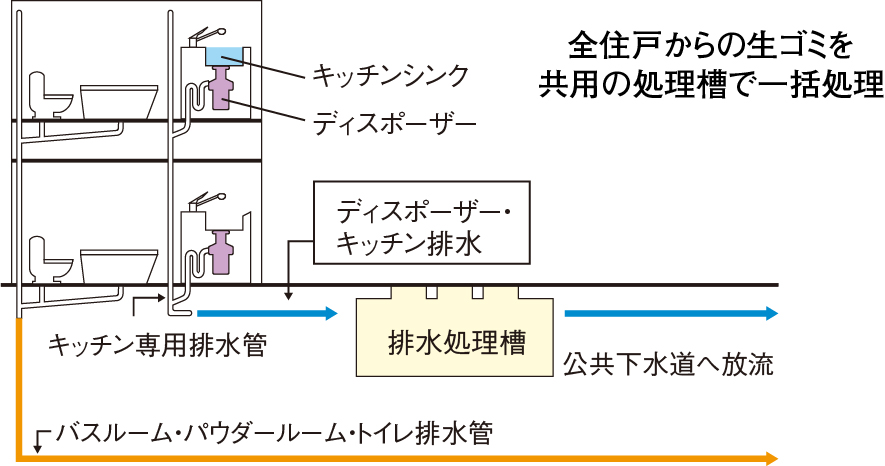 全住戸からの生ゴミを
共用の処理槽で一括処理
キッチンシンク
ディスポーザー
ディスポーザー・
キッチン排水
キッチン専用排水管
排水処理槽
公共下水道へ放流
バスルーム・パウダールーム・トイレ排水管